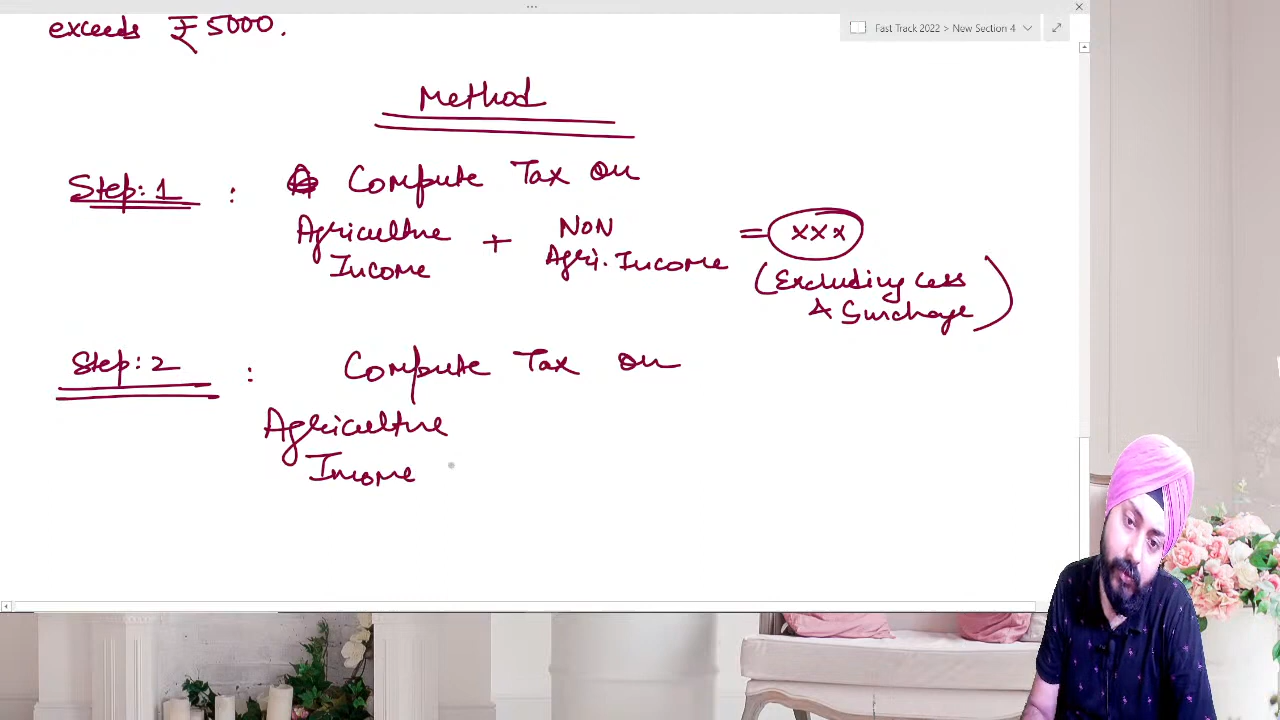 exceeds ₹ 5000.
Fast Track 2022 > New Section 4
Method
Step: 1 : Compute Tax on
Agriculture Income + NON Agri. Income = xxx
(Excluding Cess & Surcharge)
Step: 2 : Compute Tax on
Agriculture
Income